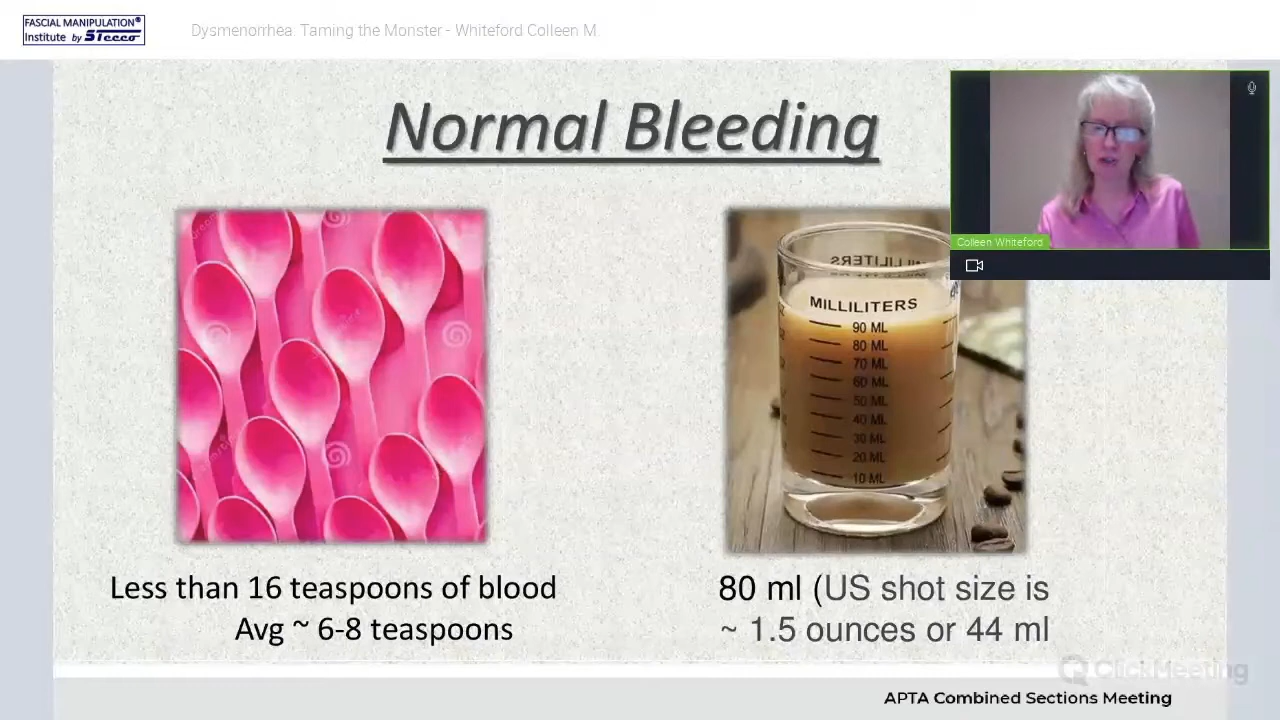 FASCIAL MANIPULATION®
Institute by STECCO
Dysmenorrhea. Taming the Monster - Whiteford Colleen M.
Normal Bleeding
Colleen Whiteford
MILLILITERS
MILLILITERS
90 ML
80 ML
70 ML
60 ML
50 ML
40 ML
30 ML
20 ML
10 ML
Less than 16 teaspoons of blood
Avg ~ 6-8 teaspoons
80 ml (US shot size is
~ 1.5 ounces or 44 ml
ClickMeeting
APTA Combined Sections Meeting